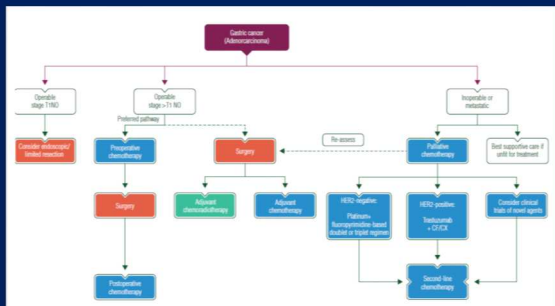 Gastric cancer
(Adenorcarcinoma)
Operable
stage T1N0
Operable
stage >T1 N0
Inoperable or
metastatic
Preferred pathway
Re-assess
Consider endoscopic/
limited resection
Preoperative
chemotherapy
Surgery
Palliative
chemotherapy
Best supportive care if
unfit for treatment
Surgery
Adjuvant
chemoradiotherapy
Adjuvant
chemotherapy
HER2-negative:
Platinum+
fluoropyrimidine-based
doublet or triplet regimen
HER2-positive:
Trastuzumab
+ CF/CX
Consider clinical
trials of novel agents
Postoperative
chemotherapy
Second-line
chemotherapy